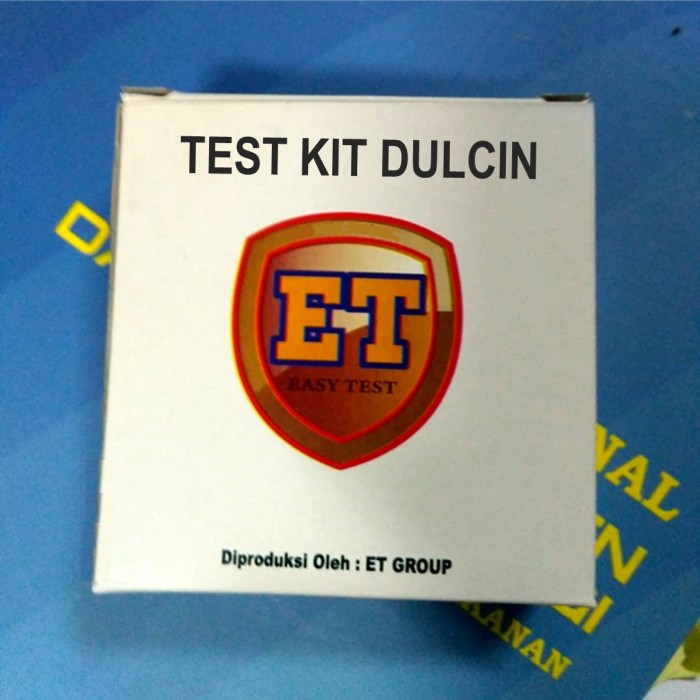 TEST KIT DULCIN
ET
EASY TEST
Diproduksi Oleh : ET GROUP